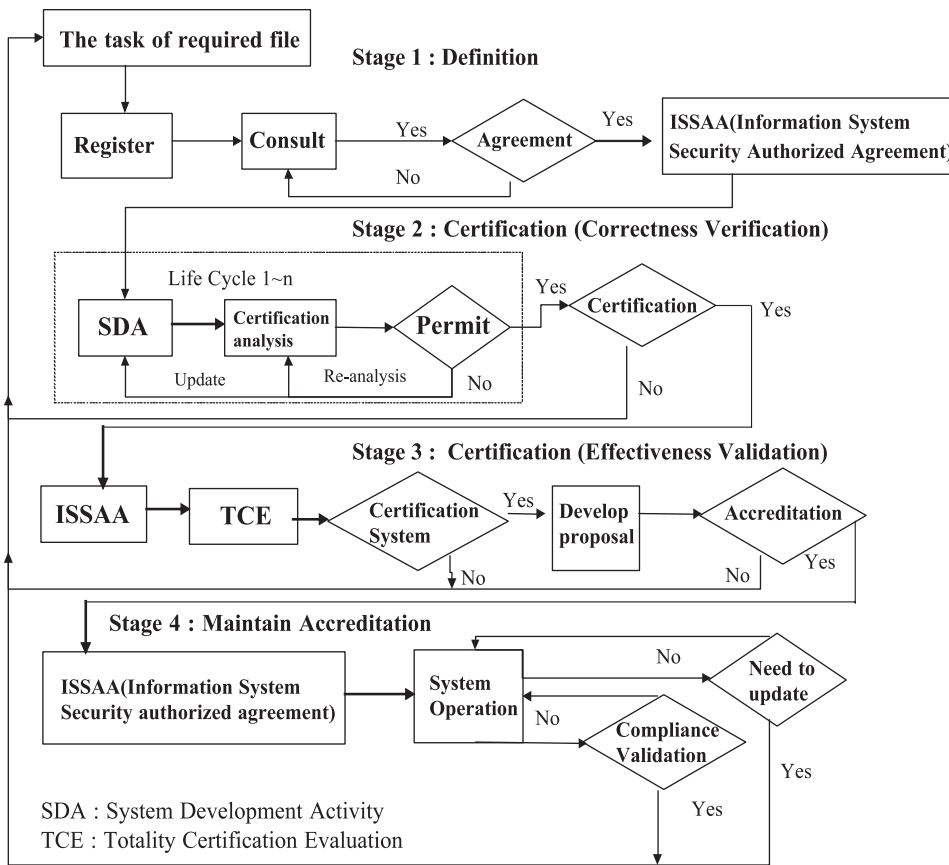 The task of required file
Stage 1 : Definition
Register
Consult
Yes
Agreement
Yes
No
ISSAA(Information System
Security Authorized Agreement)
Stage 2 : Certification (Correctness Verification)
Life Cycle 1~n
SDA
Certification
analysis
Permit
Yes
Certification
Yes
Update
Re-analysis
No
No
Stage 3 :  Certification (Effectiveness Validation)
ISSAA
TCE
Certification
System
Yes
Develop
proposal
Accreditation
No
No
Yes
Stage 4 : Maintain Accreditation
ISSAA(Information System
Security authorized agreement)
System
Operation
No
Need to
update
No
Compliance
Validation
Yes
Yes
SDA : System Development Activity
TCE : Totality Certification Evaluation